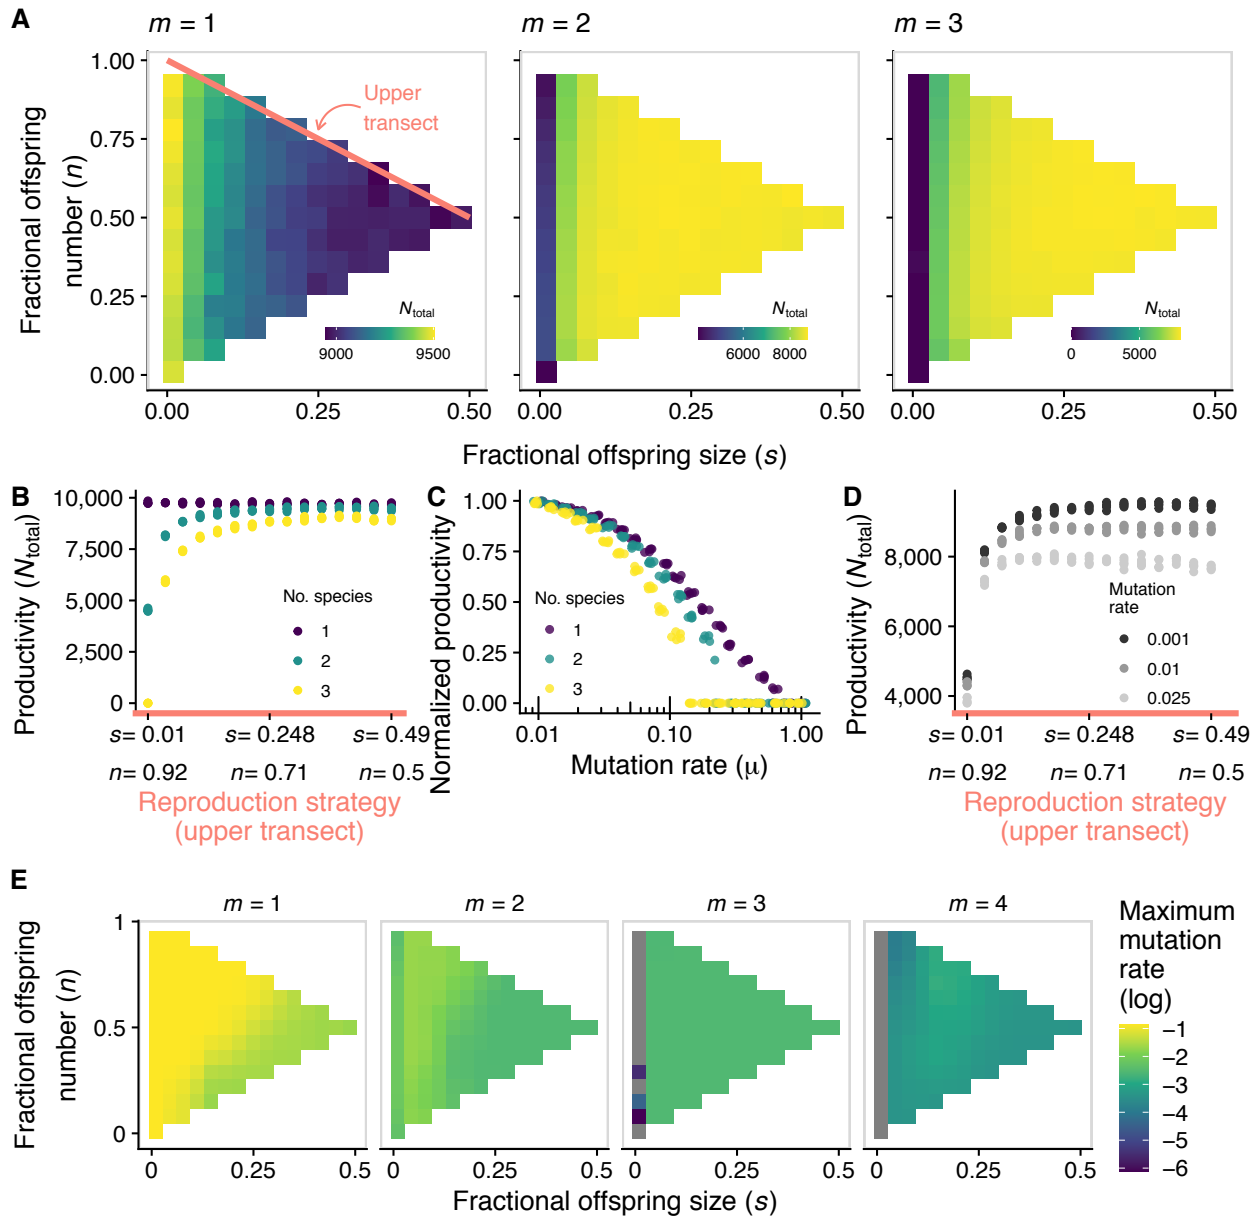 A
m = 1
m = 2
m = 3
Fractional offspring
number (n)
1.00
0.75
0.50
0.25
0.00
Upper
transect
N total
9000 9500
N total
6000 8000
N total
0 5000
0.00 0.25 0.50
0.00 0.25 0.50
0.00 0.25 0.50
Fractional offspring size (s)
B
Productivity (N total)
10,000
7,500
5,000
2,500
0
No. species
1
2
3
s= 0.01 s= 0.248 s= 0.49
n= 0.92 n= 0.71 n= 0.5
Reproduction strategy
(upper transect)
C
Normalized productivity
1.00
0.75
0.50
0.25
0.00
No. species
1
2
3
0.01 0.10 1.00
Mutation rate (μ)
D
Productivity (N total)
8,000
6,000
4,000
Mutation
rate
0.001
0.01
0.025
s= 0.01 s= 0.248 s= 0.49
n= 0.92 n= 0.71 n= 0.5
Reproduction strategy
(upper transect)
E
m = 1
m = 2
m = 3
m = 4
Fractional offspring
number (n)
1
0.5
0
0 0.25 0.5
0 0.25 0.5
0 0.25 0.5
0 0.25 0.5
Fractional offspring size (s)
Maximum
mutation
rate
(log)
−1
−2
−3
−4
−5
−6